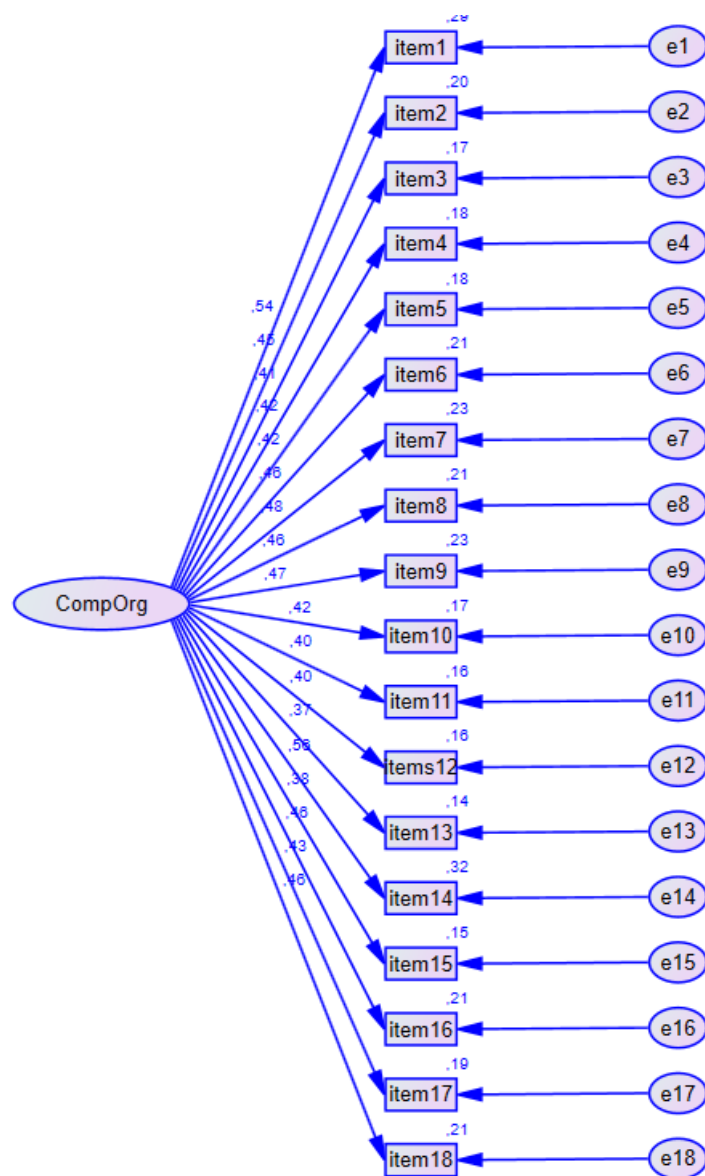 ,29
item1
e1
,20
item2
e2
,17
item3
e3
,18
item4
e4
,18
item5
e5
,21
item6
e6
,23
item7
e7
,21
item8
e8
,23
item9
e9
,17
item10
e10
,16
item11
e11
,16
items12
e12
,14
item13
e13
,32
item14
e14
,15
item15
e15
,21
item16
e16
,19
item17
e17
,21
item18
e18
CompOrg
,54
,45
,41
,42
,42
,46
,48
,46
,47
,42
,40
,40
,37
,56
,38
,46
,43
,46